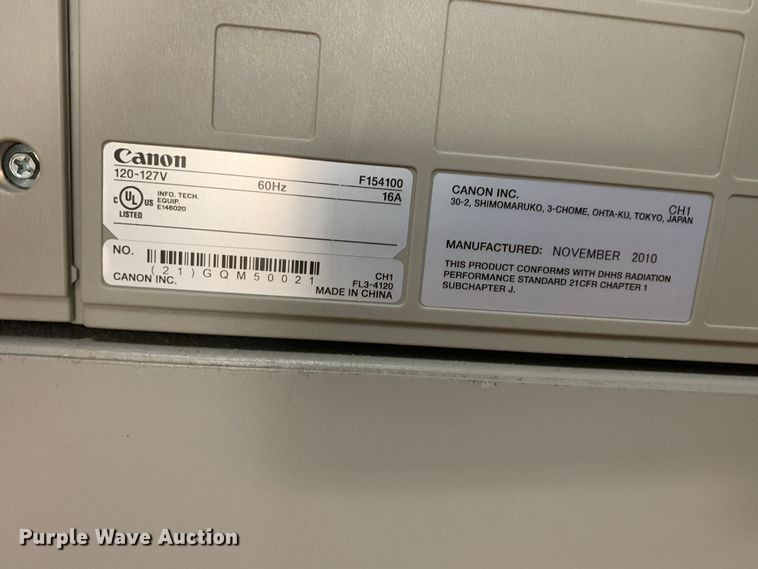 Canon
120-127V 60Hz F154100
16A
C UL US
LISTED
INFO. TECH.
EQUIP.
E146020
NO.
(21)GQM50021
CANON INC.
CH1
FL3-4120
MADE IN CHINA
CANON INC. CH1
30-2, SHIMOMARUKO, 3-CHOME, OHTA-KU, TOKYO, JAPAN
MANUFACTURED: NOVEMBER 2010
THIS PRODUCT CONFORMS WITH DHHS RADIATION
PERFORMANCE STANDARD 21CFR CHAPTER 1
SUBCHAPTER J.
Purple Wave Auction